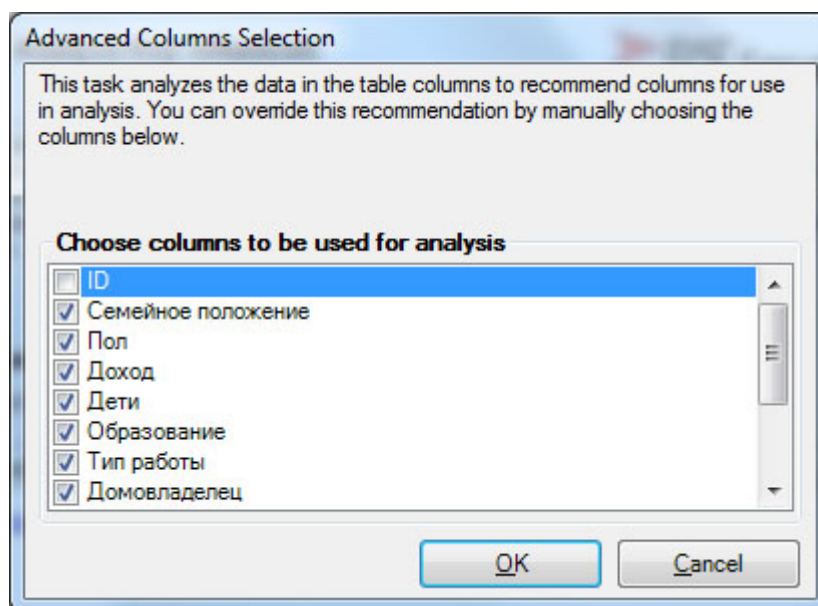 Advanced Columns Selection
This task analyzes the data in the table columns to recommend columns for use
in analysis. You can override this recommendation by manually choosing the
columns below.
Choose columns to be used for analysis
ID
Семейное положение
Пол
Доход
Дети
Образование
Тип работы
Домовладелец
OK
Cancel